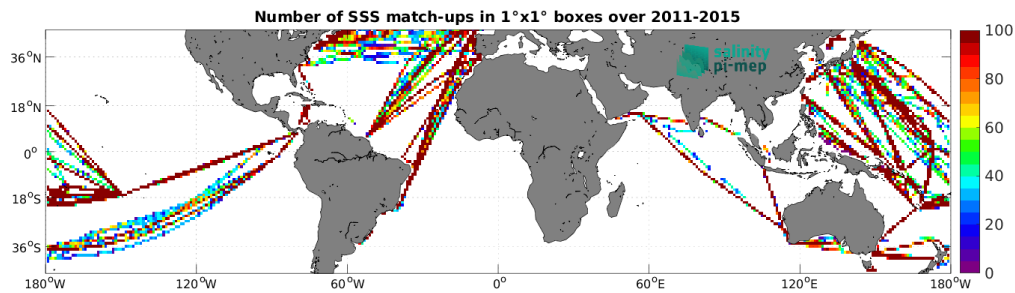 Number of SSS match-ups in 1°x1° boxes over 2011-2015
salinity
pi-mep
36°N
18°N
0°
18°S
36°S
180°W 120°W 60°W 0° 60°E 120°E 180°W
100
80
60
40
20
0